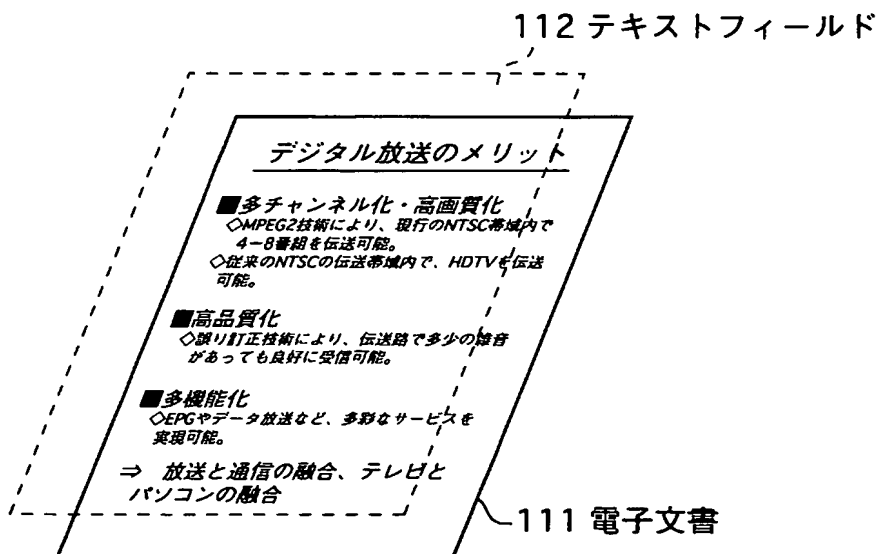 112 テキストフィールド
デジタル放送のメリット
■多チャンネル化・高画質化
◇MPEG2技術により、現行のNTSC帯域内で
4−8番組を伝送可能。
◇従来のNTSCの伝送帯域内で、HDTVを伝送
可能。
■高品質化
◇誤り訂正技術により、伝送路で多少の雑音
があっても良好に受信可能。
■多機能化
◇EPGやデータ放送など、多彩なサービスを
実現可能。
⇒ 放送と通信の融合、テレビと
パソコンの融合
111 電子文書